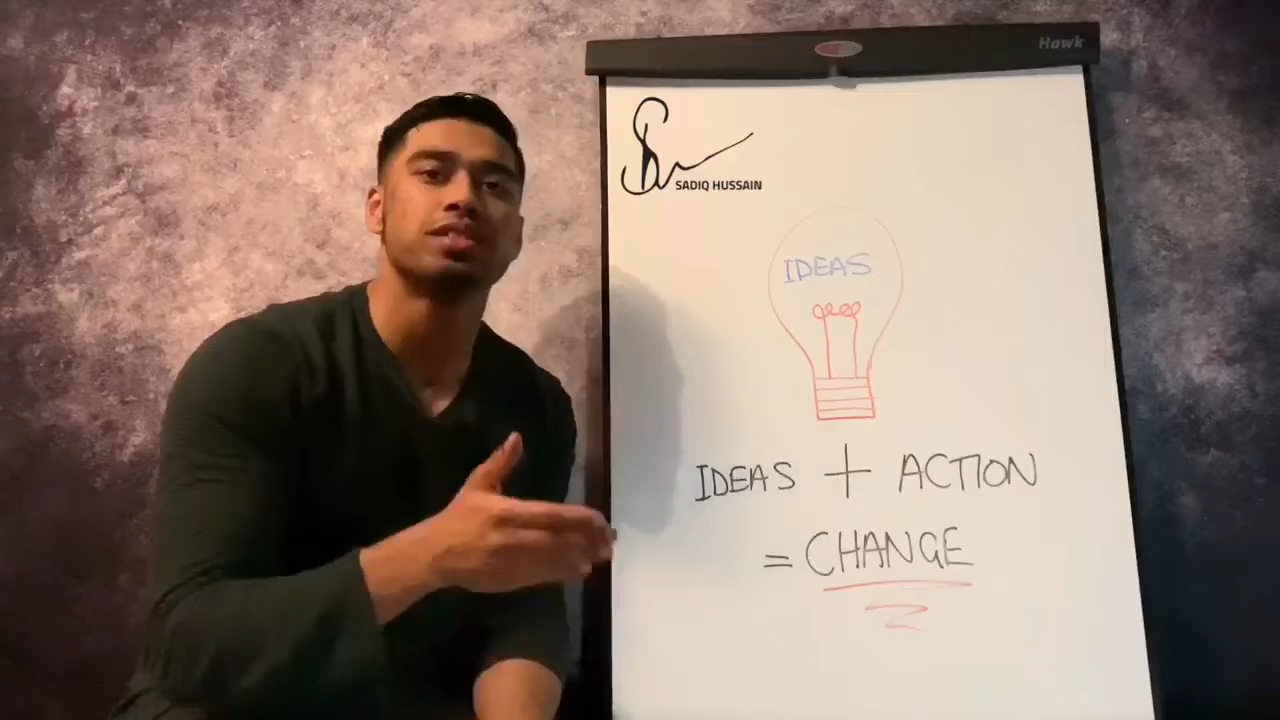 Hawk
SADIQ HUSSAIN
IDEAS
IDEAS + ACTION
= CHANGE